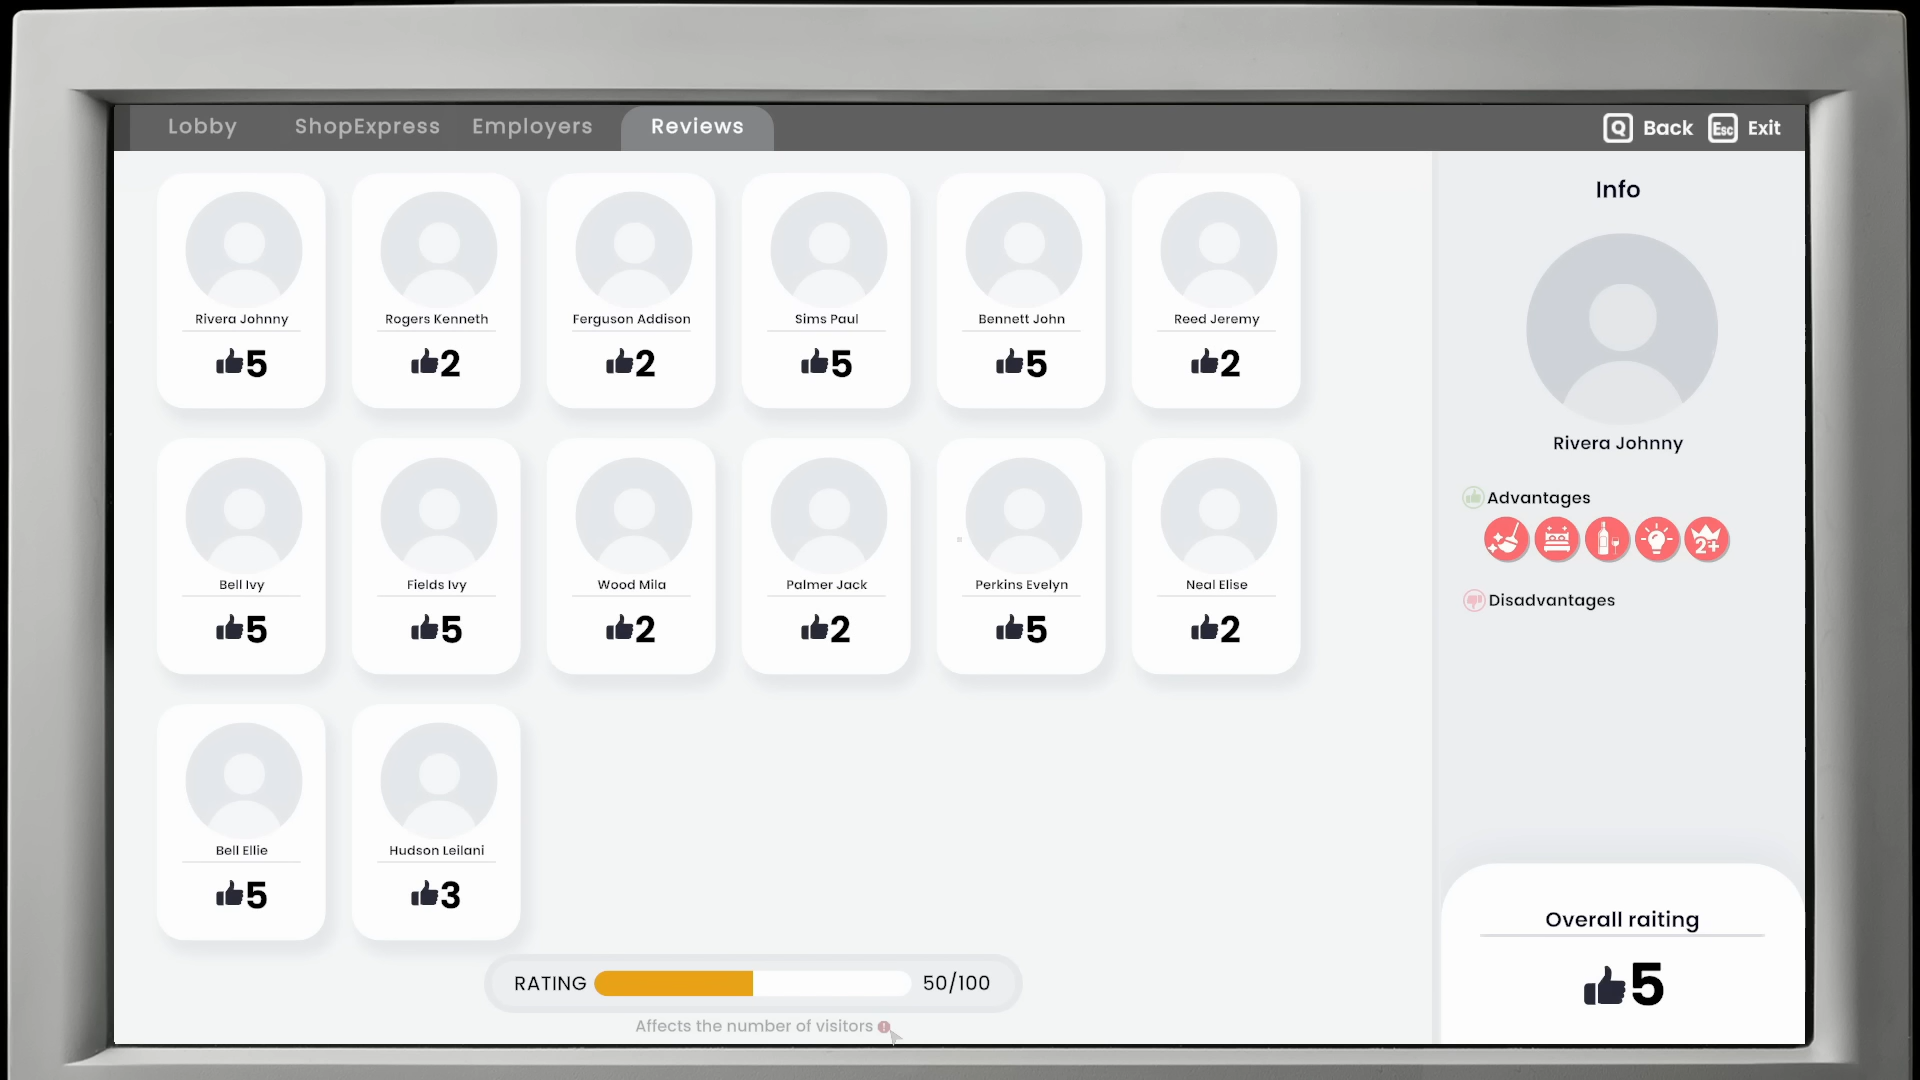 Lobby ShopExpress Employers Reviews Q Back Esc Exit
Rivera Johnny Rogers Kenneth Ferguson Addison Sims Paul Bennett John Reed Jeremy
5 2 2 5 5 2
Bell Ivy Fields Ivy Wood Mila Palmer Jack Perkins Evelyn Neal Elise
5 5 2 2 5 2
Bell Ellie Hudson Leilani
5 3
RATING 50/100
Affects the number of visitors !
Info
Rivera Johnny
Advantages
2+
Disadvantages
Overall raiting
5